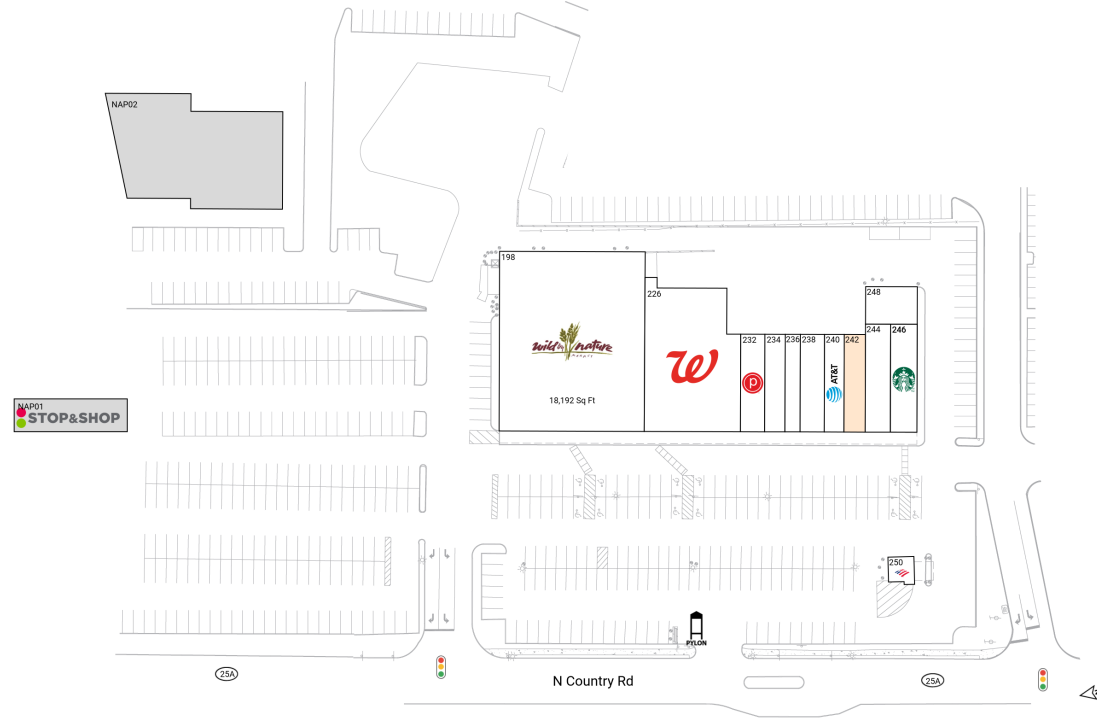 NAP02
198
226
248
232
234
236
238
240
242
244
246
wild by nature
MARKET
AT&T
P
18,192 Sq Ft
NAP01
STOP&SHOP
250
PYLON
25A
N Country Rd
25A